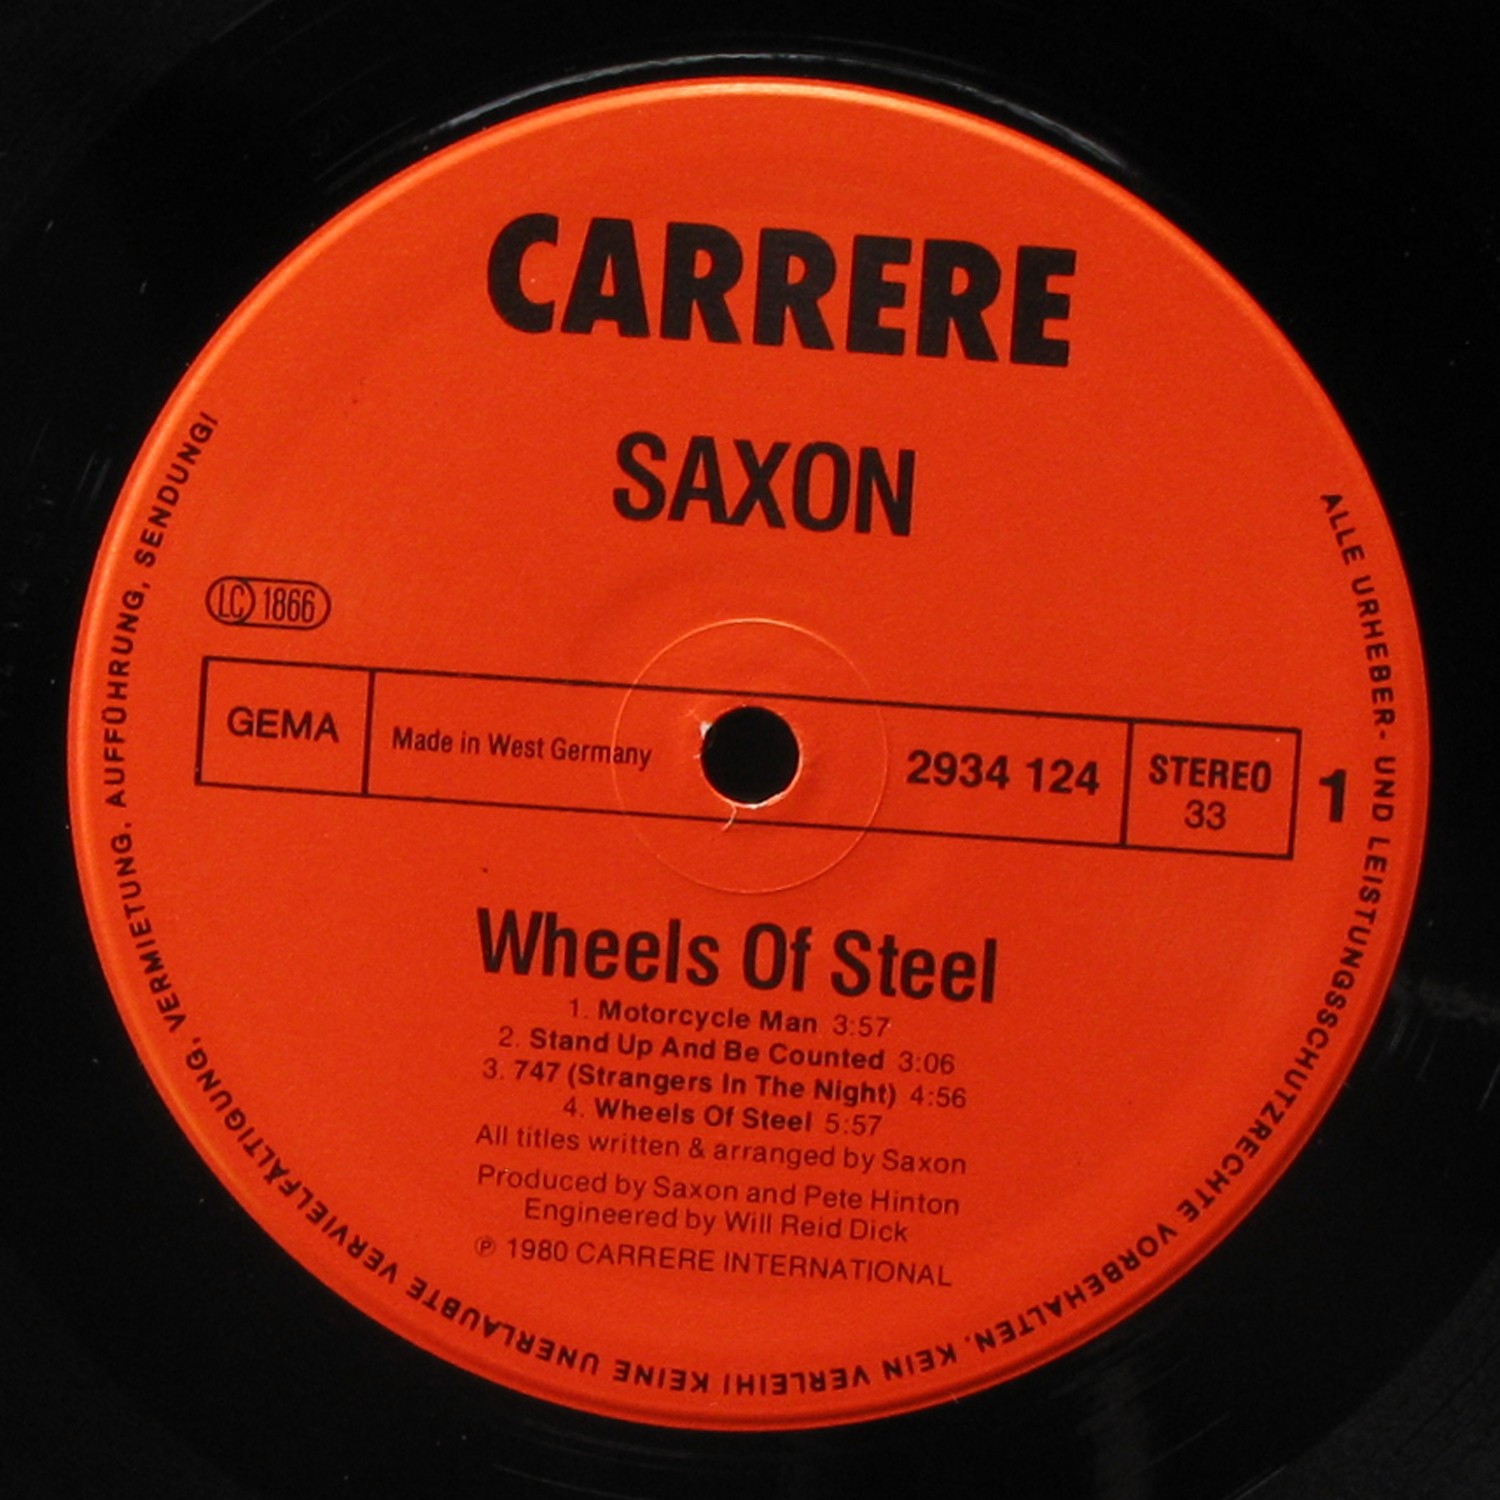 CARRERE
SAXON
LC 1866
GEMA
Made in West Germany
2934 124
STEREO
33
1
Wheels Of Steel
1. Motorcycle Man 3:57
2. Stand Up And Be Counted 3:06
3. 747 (Strangers In The Night) 4:56
4. Wheels Of Steel 5:57
All titles written & arranged by Saxon
Produced by Saxon and Pete Hinton
Engineered by Will Reid Dick
℗ 1980 CARRERE INTERNATIONAL
ALLE URHEBER- UND LEISTUNGSSCHUTZRECHTE VORBEHALTEN. KEIN VERLEIH! KEINE UNERLAUBTE VERVIELFÄLTIGUNG, VERMIETUNG, AUFFÜHRUNG, SENDUNG!